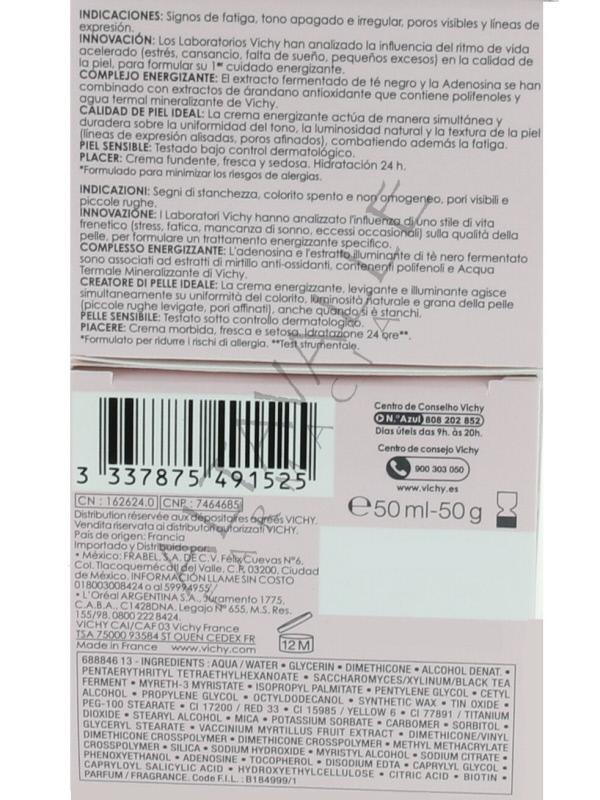 INDICACIONES: Signos de fatiga, tono apagado e irregular, poros visibles y líneas de
expresión.
INNOVACIÓN: Los Laboratorios Vichy han analizado la influencia del ritmo de vida
acelerado (estrés, cansancio, falta de sueño, pequeños excesos) en la calidad de
la piel, para formular su 1er cuidado energizante.
COMPLEJO ENERGIZANTE: El extracto fermentado de té negro y la Adenosina se han
combinado con extractos de árandano antioxidante que contiene polifenoles y
agua termal mineralizante de Vichy.
CALIDAD DE PIEL IDEAL: La crema energizante actúa de manera simultánea y
duradera sobre la uniformidad del tono, la luminosidad natural y la textura de la piel
(líneas de expresión alisadas, poros afinados), combatiendo además la fatiga.
PIEL SENSIBLE: Testado bajo control dermatológico.
PLACER: Crema fundente, fresca y sedosa. Hidratación 24 h.
*Formulado para minimizar los riesgos de alergias.
INDICAZIONI: Segni di stanchezza, colorito spento e non omogeneo, pori visibili e
piccole rughe.
INNOVAZIONE: I Laboratori Vichy hanno analizzato l'influenza di uno stile di vita
frenetico (stress, fatica, mancanza di sonno, eccessi occasionali) sulla qualità della
pelle, per formulare un trattamento energizzante specifico.
COMPLESSO ENERGIZZANTE: L'adenosina e l'estratto illuminante di tè nero fermentato
sono associati ad estratti di mirtillo anti-ossidanti, contenenti polifenoli e Acqua
Termale Mineralizzante di Vichy.
CREATORE DI PELLE IDEALE: La crema energizzante, levigante e illuminante agisce
simultaneamente su uniformità del colorito, luminosità naturale e grana della pelle
(piccole rughe levigate, pori affinati), anche quando si è stanchi.
PELLE SENSIBILE: Testato sotto controllo dermatologico.
PIACERE: Crema morbida, fresca e setosa. Idratazione 24 ore**.
*Formulato per ridurre i rischi di allergia. **Test strumentale.
3 337875 491525
CN : 162624.0 CNP : 7464685
Distribution réservée aux dépositaires agréés VICHY.
Vendita riservata ai distributori autorizzati VICHY.
País de origen: Francia
Importado y Distribuido por:
• México: FRABEL S.A. DE C.V. Félix Cuevas Nº6,
Col. Tlacoquemécatl del Valle, C.P. 03200, Ciudad
de México. INFORMACIÓN LLAME SIN COSTO
018003008424 o al 59994955.
• L'Oréal ARGENTINA S.A., Juramento 1775,
C.A.B.A., C1428DNA. Legajo Nº 655, M.S. Res.
155/98. 0800 222 8424.
VICHY CAI/CAF 03 Vichy France
TSA 75000 93584 ST OUEN CEDEX FR
Made in France www.vichy.com
12 M
Centro de Conselho Vichy
N.º Azul 808 202 852
Dias úteis das 9h. às 20h.
Centro de consejo Vichy
900 303 050
www.vichy.es
e 50 ml-50 g
688846 13 - INGREDIENTS : AQUA / WATER • GLYCERIN • DIMETHICONE • ALCOHOL DENAT. •
PENTAERYTHRITYL TETRAETHYLHEXANOATE • SACCHAROMYCES/XYLINUM/BLACK TEA
FERMENT • MYRETH-3 MYRISTATE • ISOPROPYL PALMITATE • PENTYLENE GLYCOL • CETYL
ALCOHOL • PROPYLENE GLYCOL • OCTYLDODECANOL • SYNTHETIC WAX • TIN OXIDE •
PEG-100 STEARATE • CI 17200 / RED 33 • CI 15985 / YELLOW 6 • CI 77891 / TITANIUM
DIOXIDE • STEARYL ALCOHOL • MICA • POTASSIUM SORBATE • CARBOMER • SORBITOL •
GLYCERYL STEARATE • VACCINIUM MYRTILLUS FRUIT EXTRACT • DIMETHICONE/VINYL
DIMETHICONE CROSSPOLYMER • DIMETHICONE CROSSPOLYMER • METHYL METHACRYLATE
CROSSPOLYMER • SILICA • SODIUM HYDROXIDE • MYRISTYL ALCOHOL • SODIUM CITRATE •
PHENOXYETHANOL • ADENOSINE • TOCOPHEROL • DISODIUM EDTA • CAPRYLYL GLYCOL •
CAPRYLOYL SALICYLIC ACID • HYDROXYETHYLCELLULOSE • CITRIC ACID • BIOTIN •
PARFUM / FRAGRANCE. Code F.I.L. : B184999/1